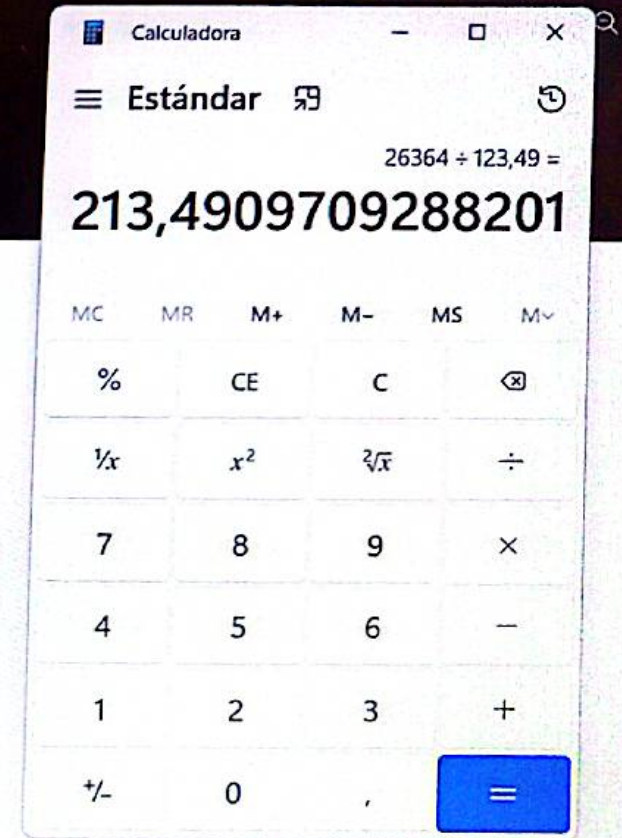 Calculadora
Estándar
26364 ÷ 123,49 =
213,4909709288201
MC MR M+ M− MS M˅
% CE C
¹/x x² ²√x ÷
7 8 9 ×
4 5 6 −
1 2 3 +
+/− 0 , =